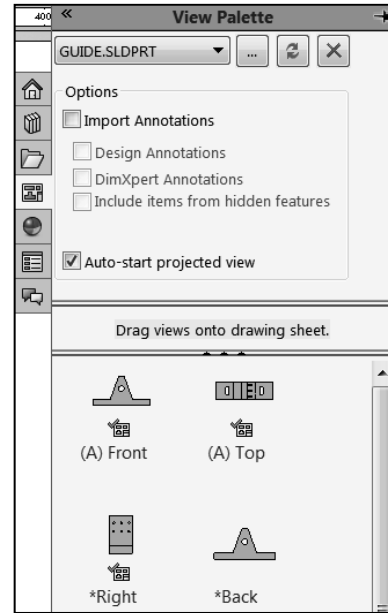 400
« View Palette
GUIDE.SLDPRT ...
Options
Import Annotations
Design Annotations
DimXpert Annotations
Include items from hidden features
Auto-start projected view
Drag views onto drawing sheet.
(A) Front (A) Top
*Right *Back